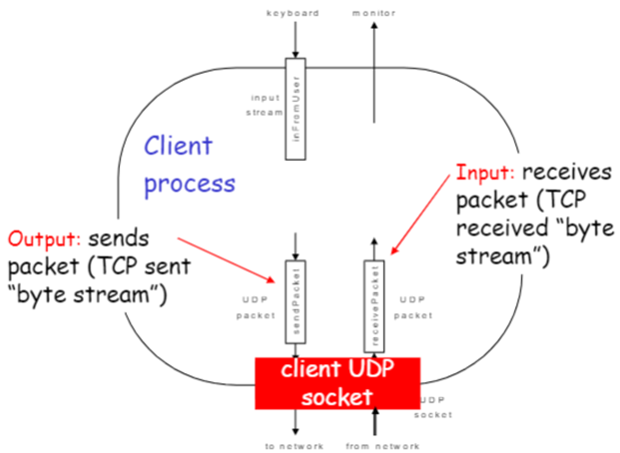 keyboard
monitor
input
stream
inFromUser
Client
process
Input: receives
packet (TCP
received “byte
stream”)
Output: sends
packet (TCP sent
“byte stream”)
UDP
packet
sendPacket
receivePacket
UDP
packet
client UDP
socket
UDP
socket
to network
from network